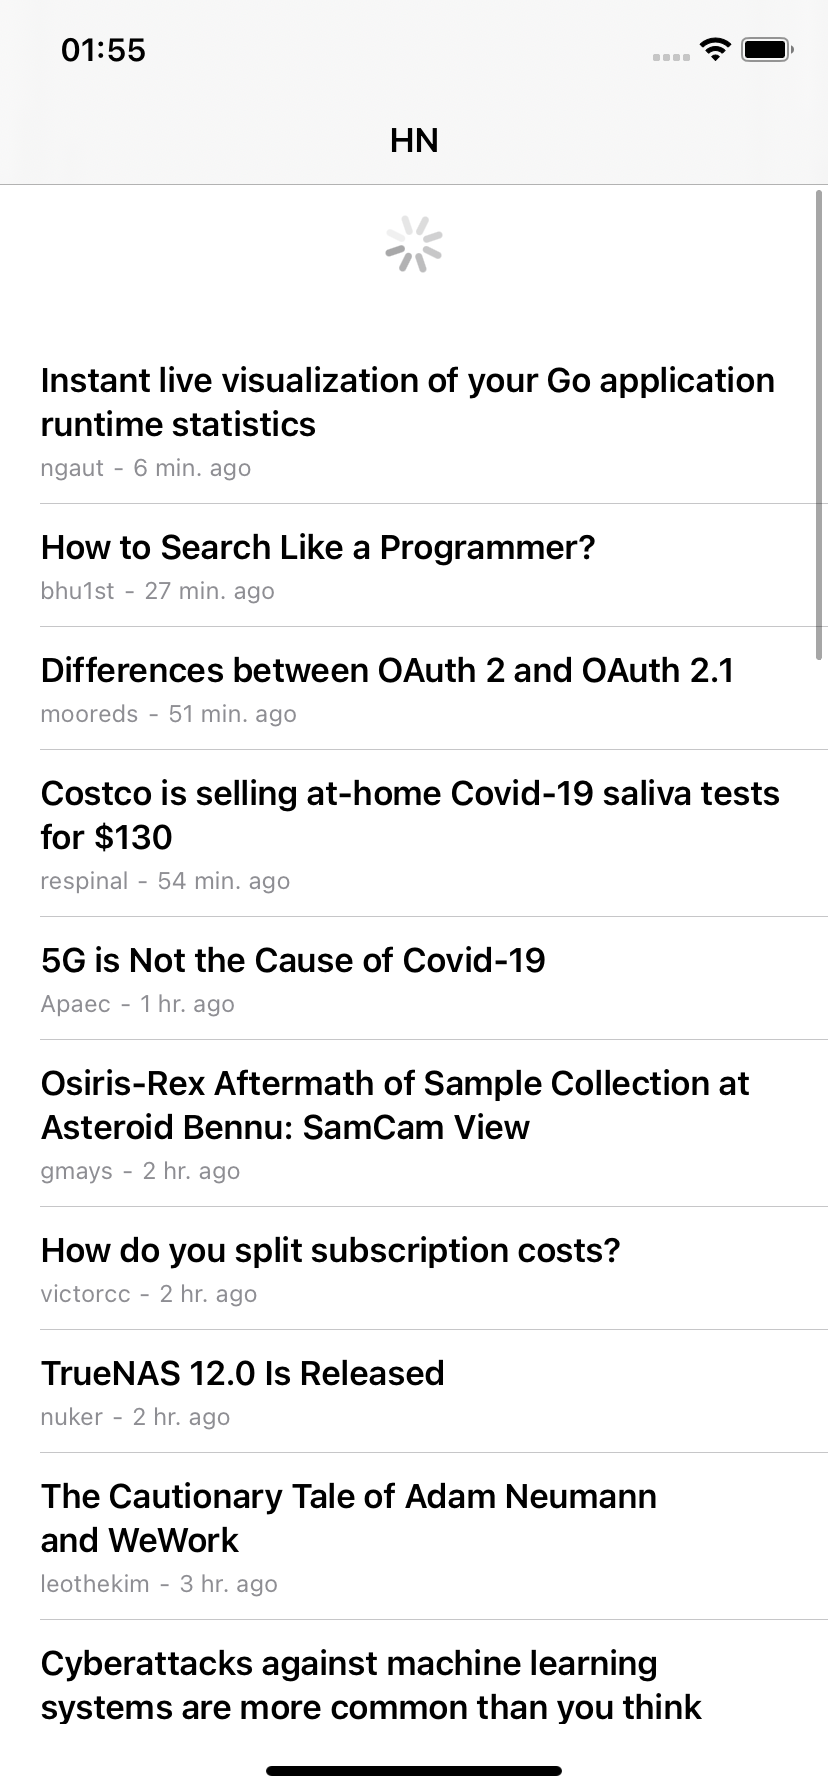 01:55
HN
Instant live visualization of your Go application
runtime statistics
ngaut - 6 min. ago
How to Search Like a Programmer?
bhu1st - 27 min. ago
Differences between OAuth 2 and OAuth 2.1
mooreds - 51 min. ago
Costco is selling at-home Covid-19 saliva tests
for $130
respinal - 54 min. ago
5G is Not the Cause of Covid-19
Apaec - 1 hr. ago
Osiris-Rex Aftermath of Sample Collection at
Asteroid Bennu: SamCam View
gmays - 2 hr. ago
How do you split subscription costs?
victorcc - 2 hr. ago
TrueNAS 12.0 Is Released
nuker - 2 hr. ago
The Cautionary Tale of Adam Neumann
and WeWork
leothekim - 3 hr. ago
Cyberattacks against machine learning
systems are more common than you think